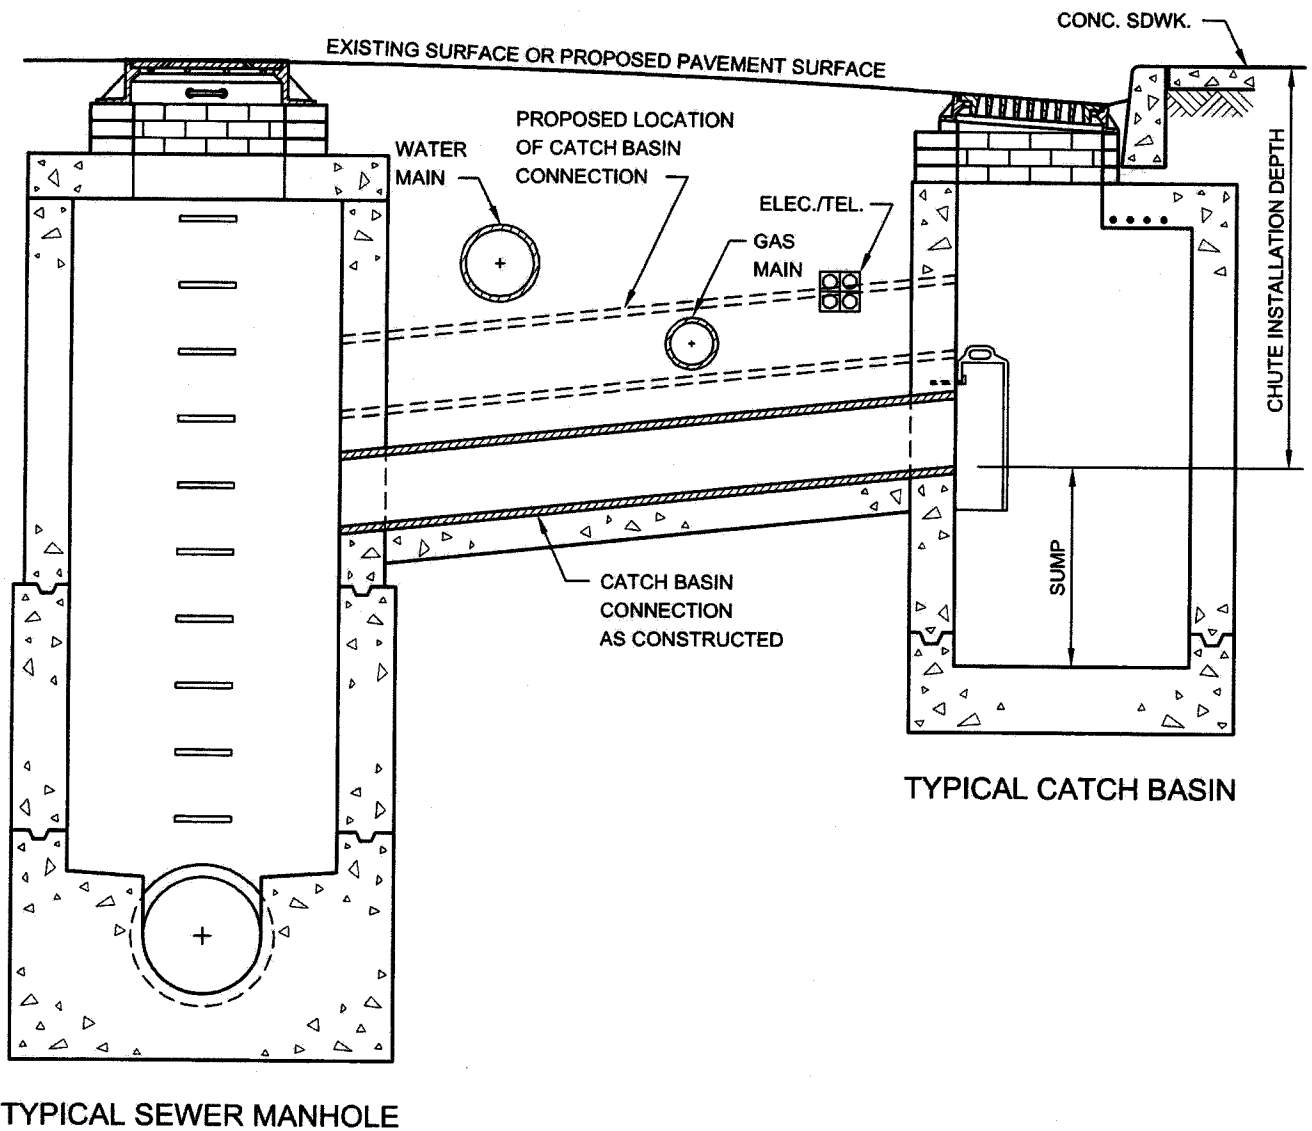 CONC. SDWK.
EXISTING SURFACE OR PROPOSED PAVEMENT SURFACE
PROPOSED LOCATION
OF CATCH BASIN
CONNECTION
WATER
MAIN
ELEC./TEL.
GAS
MAIN
CHUTE INSTALLATION DEPTH
SUMP
CATCH BASIN
CONNECTION
AS CONSTRUCTED
TYPICAL CATCH BASIN
TYPICAL SEWER MANHOLE